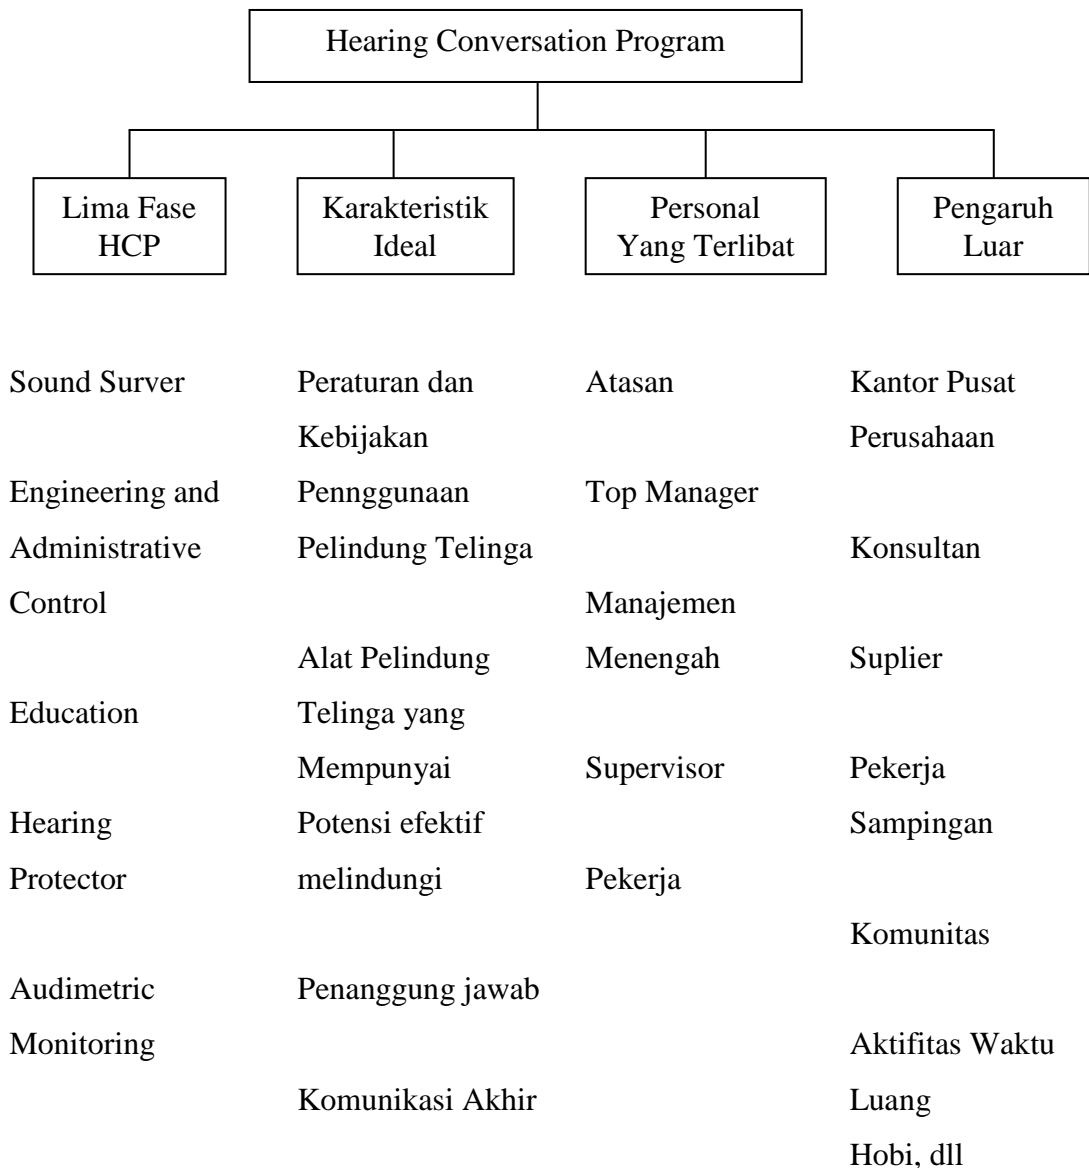 Hearing Conversation Program
Lima Fase
HCP
Karakteristik
Ideal
Personal
Yang Terlibat
Pengaruh
Luar
Sound Surver
Engineering and
Administrative
Control
Education
Hearing
Protector
Audimetric
Monitoring
Peraturan dan
Kebijakan
Pennggunaan
Pelindung Telinga
Alat Pelindung
Telinga yang
Mempunyai
Potensi efektif
melindungi
Penanggung jawab
Komunikasi Akhir
Atasan
Top Manager
Manajemen
Menengah
Supervisor
Pekerja
Kantor Pusat
Perusahaan
Konsultan
Suplier
Pekerja
Sampingan
Komunitas
Aktifitas Waktu
Luang
Hobi, dll